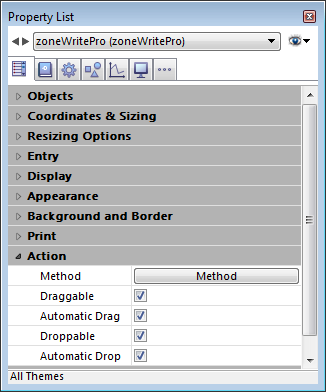 Property List
zoneWritePro (zoneWritePro)
Objects
Coordinates & Sizing
Resizing Options
Entry
Display
Appearance
Background and Border
Print
Action
Method Method
Draggable
Automatic Drag
Droppable
Automatic Drop
All Themes